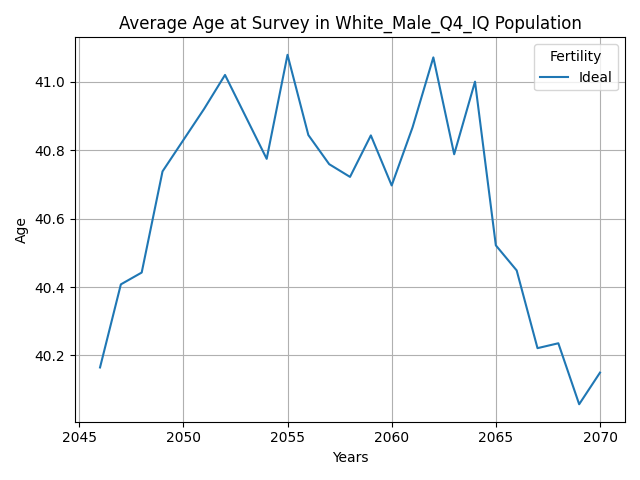 Average Age at Survey in White_Male_Q4_IQ Population
Fertility
Ideal
41.0
40.8
40.6
40.4
40.2
Age
2045
2050
2055
2060
2065
2070
Years